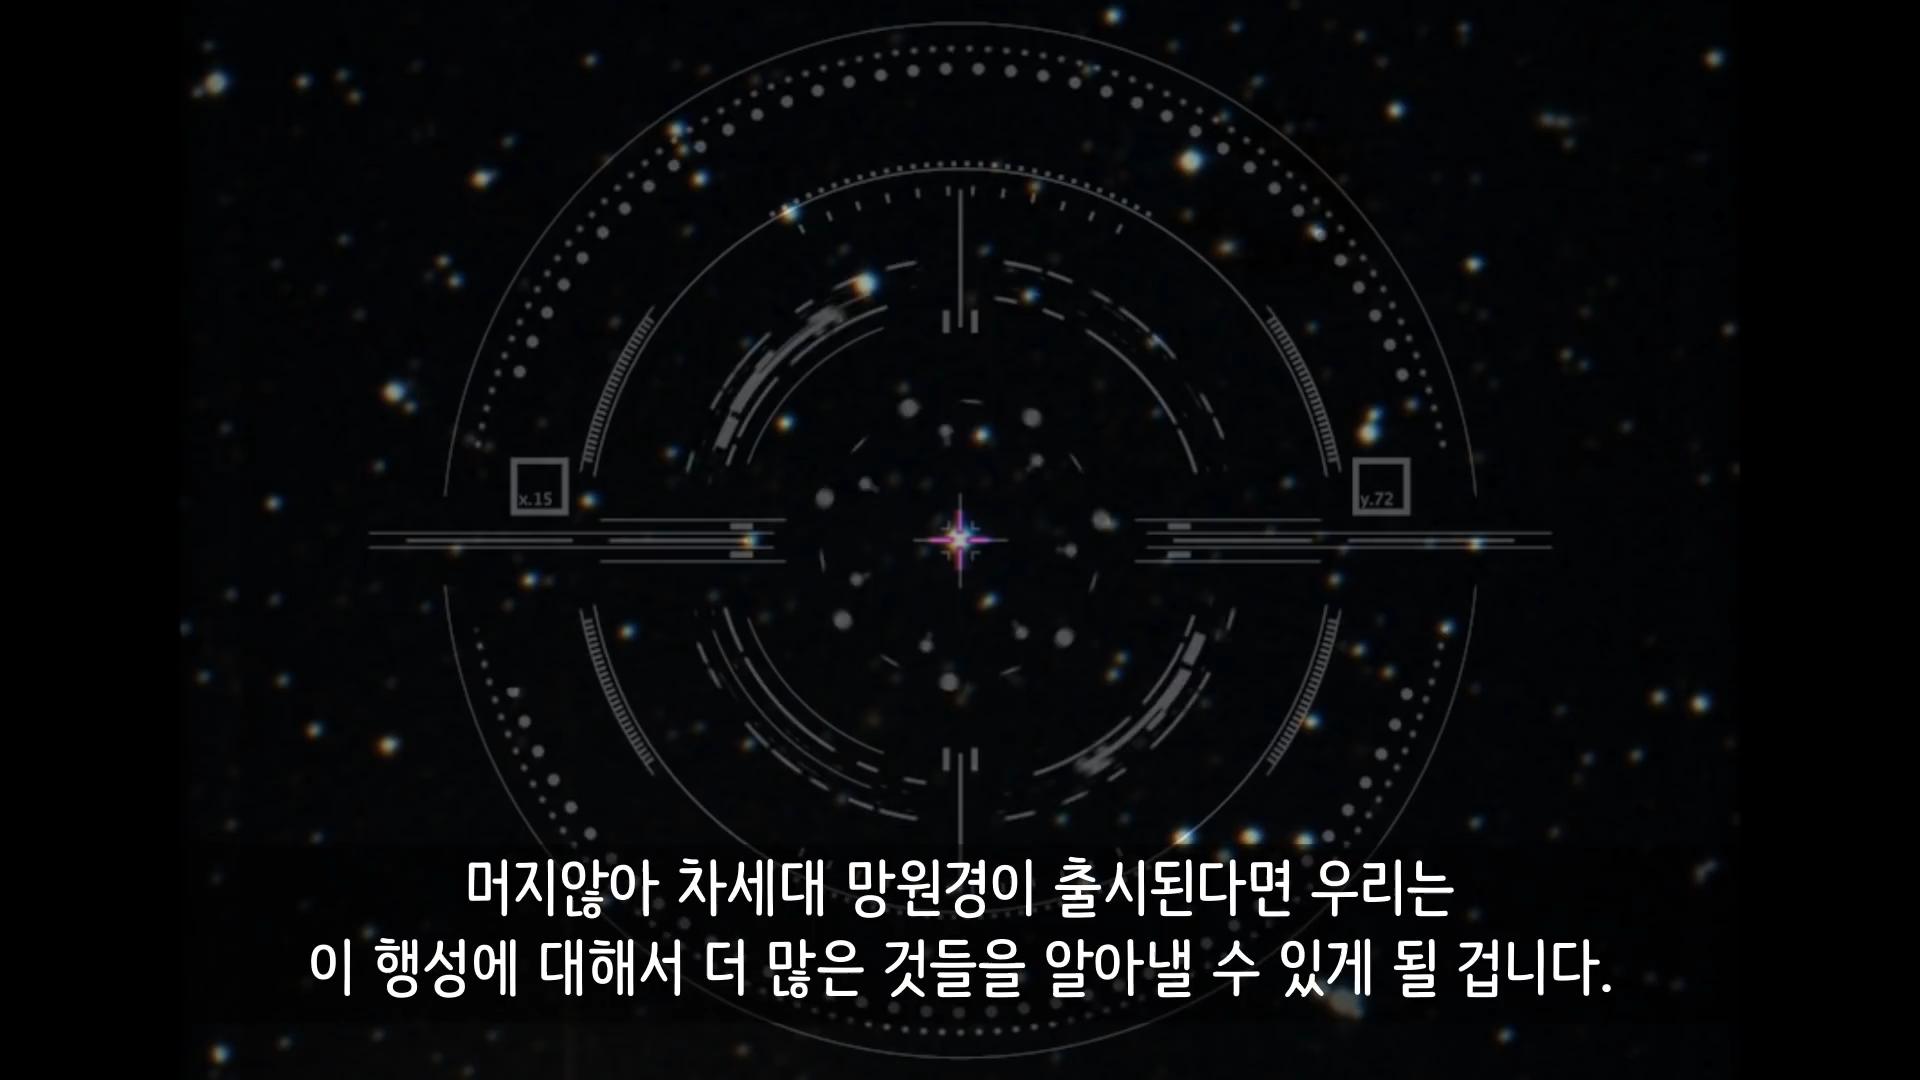 x.15
y.72
머지않아 차세대 망원경이 출시된다면 우리는
이 행성에 대해서 더 많은 것들을 알아낼 수 있게 될 겁니다.